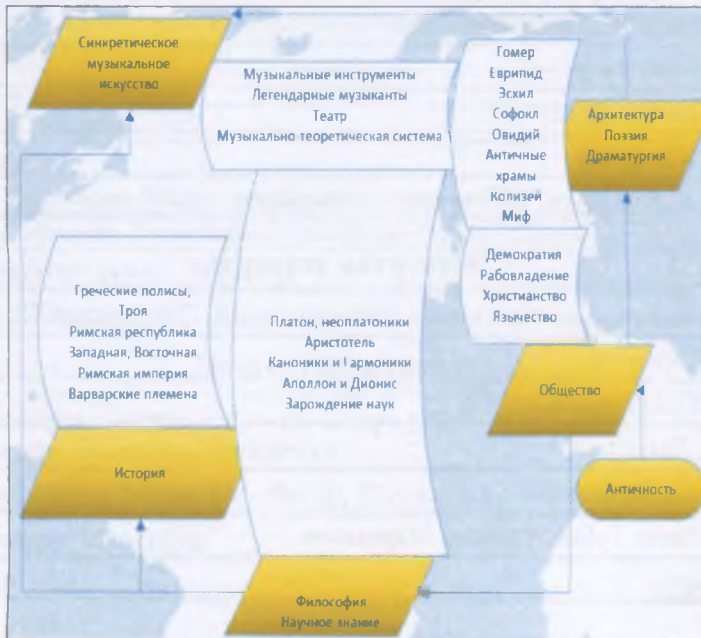 Синкретическое
музыкальное
искусство
Музыкальные инструменты
Легендарные музыканты
Театр
Музыкально теоретическая система
Гомер
Еврипид
Эсхил
Софокл
Овидий
Античные
храмы
Колизей
Миф
Архитектура
Поэзия
Драматургия
Демократия
Рабовладение
Христианство
Язычество
Греческие полисы,
Троя
Римская республика
Западная, Восточная
Римская империя
Варварские племена
Платон, неоплатоники
Аристотель
Каноники и Гармоники
Аполлон и Дионис
Зарождение наук
Общество
История
Античность
Философия
Научное знание